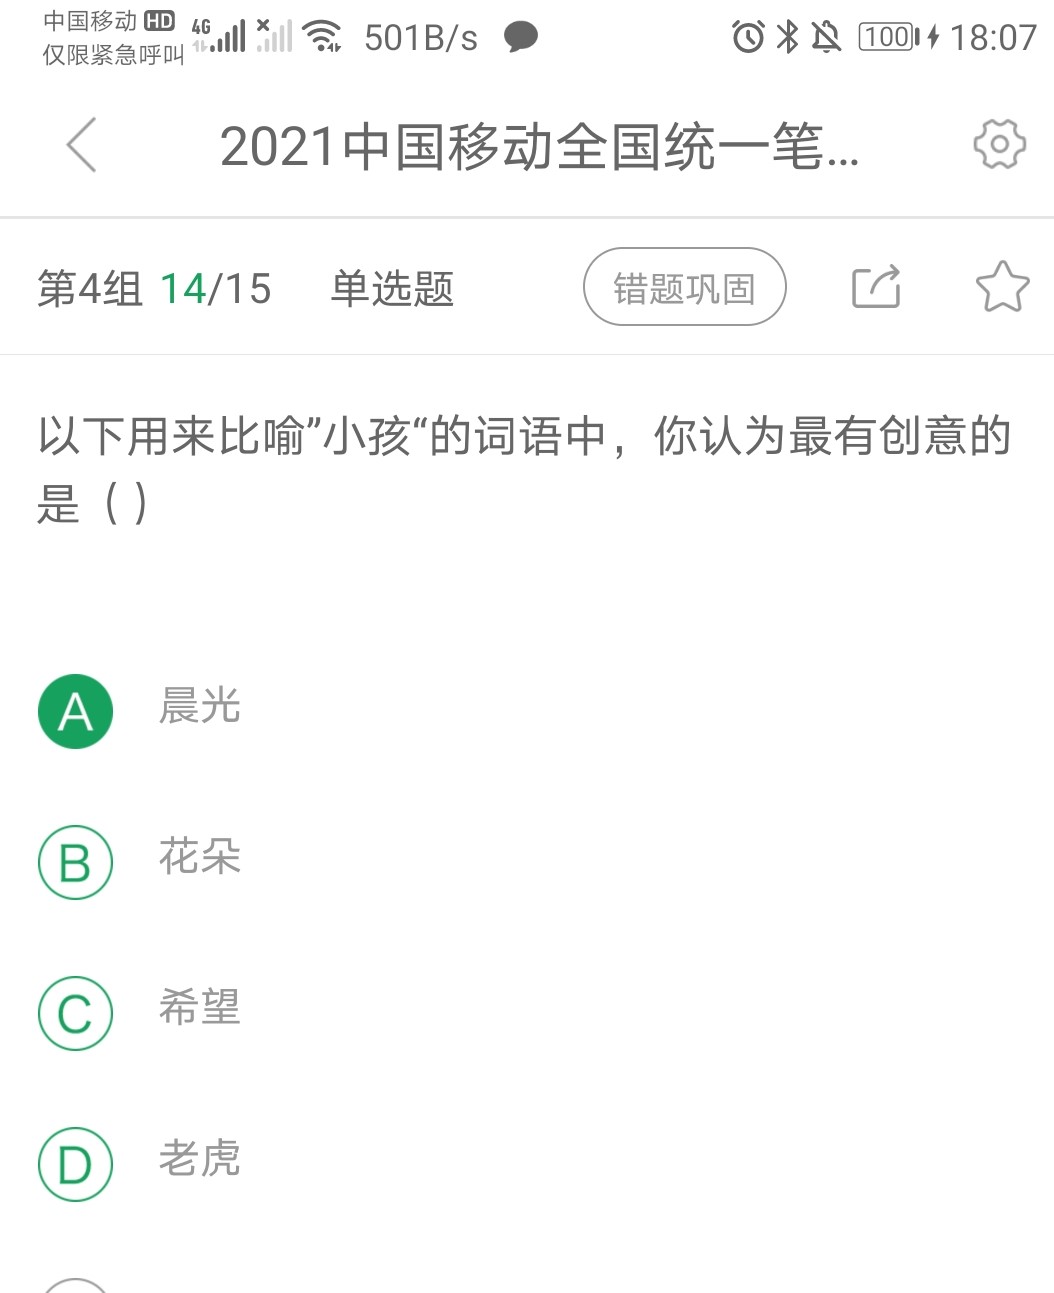 中国移动 HD 4G 501B/s 100 18:07
仅限紧急呼叫
2021中国移动全国统一笔...
第4组 14/15 单选题 错题巩固
以下用来比喻”小孩“的词语中，你认为最有创意的
是（ ）
A 晨光
B 花朵
C 希望
D 老虎